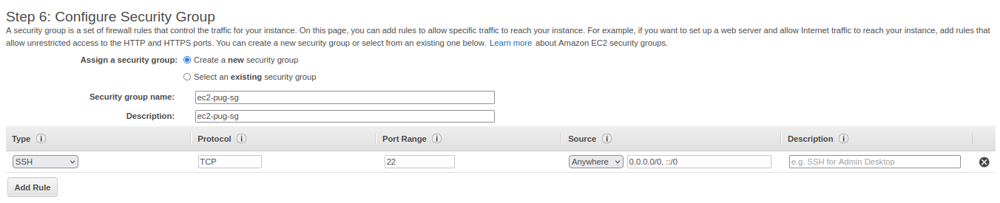 Step 6: Configure Security Group
A security group is a set of firewall rules that control the traffic for your instance. On this page, you can add rules to allow specific traffic to reach your instance. For example, if you want to set up a web server and allow Internet traffic to reach your instance, add rules that
allow unrestricted access to the HTTP and HTTPS ports. You can create a new security group or select from an existing one below. Learn more about Amazon EC2 security groups.
Assign a security group: Create a new security group
Select an existing security group
Security group name: ec2-pug-sg
Description: ec2-pug-sg
Type i Protocol i Port Range i Source i Description i
SSH TCP 22 Anywhere 0.0.0.0/0, ::/0 e.g. SSH for Admin Desktop
Add Rule